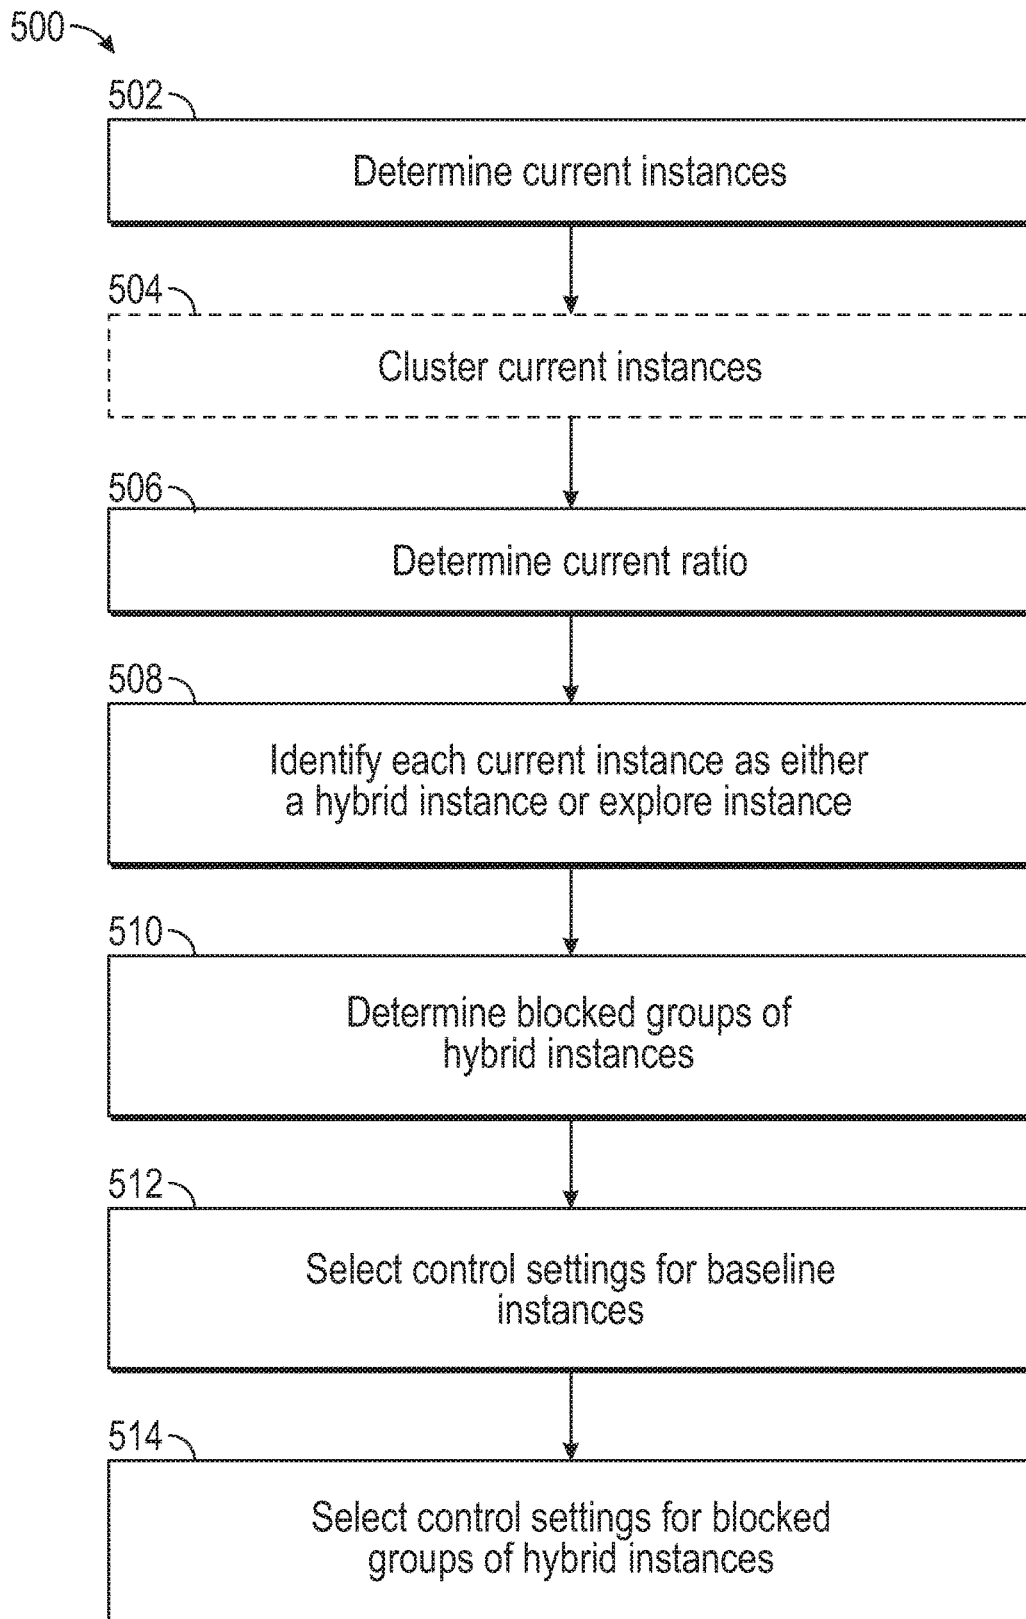 500
502
Determine current instances
504
Cluster current instances
506
Determine current ratio
508
Identify each current instance as either
a hybrid instance or explore instance
510
Determine blocked groups of
hybrid instances
512
Select control settings for baseline
instances
514
Select control settings for blocked
groups of hybrid instances